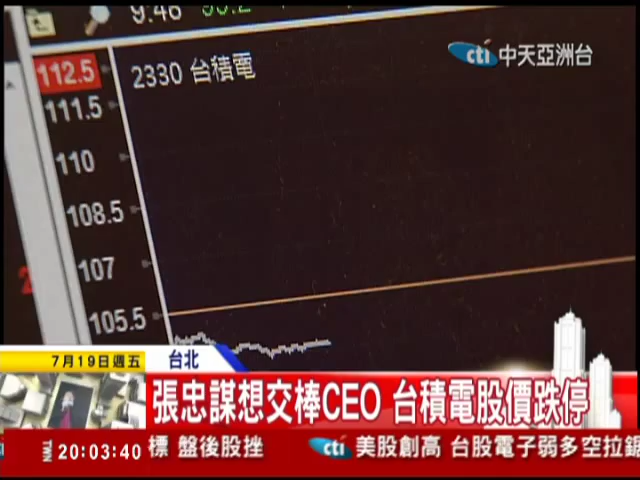 9:46
cti 中天亞洲台
112.5
2330 台積電
111.5
110
108.5
107
105.5
7月19日週五
台北
張忠謀想交棒CEO 台積電股價跌停
TWN 20:03:40 標 盤後股挫 cti 美股創高 台股電子弱多空拉鋸